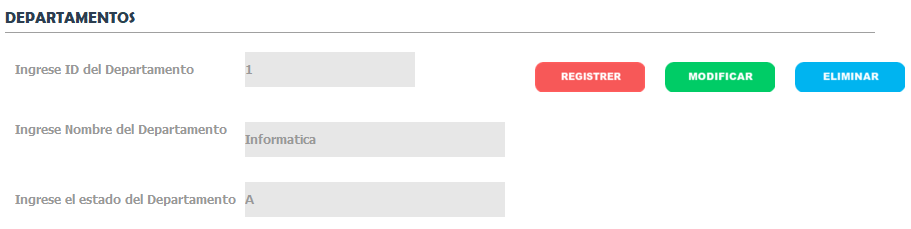 DEPARTAMENTOS
Ingrese ID del Departamento
1
REGISTRER
MODIFICAR
ELIMINAR
Ingrese Nombre del Departamento
Informatica
Ingrese el estado del Departamento
A